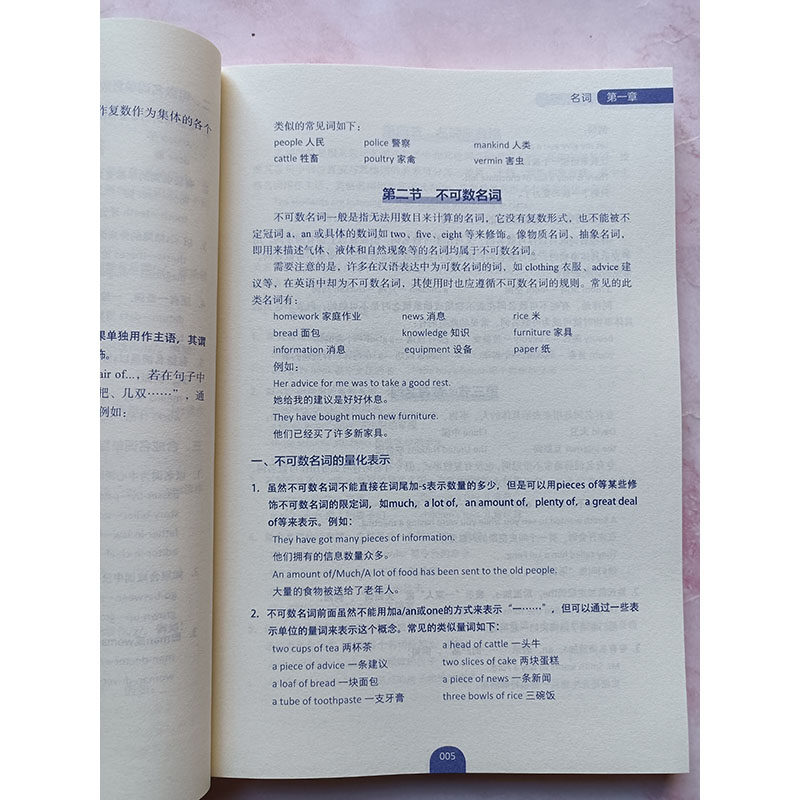 作复数作为集体的各个
果单独用作主语，其谓
饰。
air of...，若在句子中
把、几双……”，通
例如：
名词 第一章
类似的常见词如下：
people 人民 police 警察 mankind 人类
cattle 牲畜 poultry 家禽 vermin 害虫
第二节 不可数名词
不可数名词一般是指无法用数目来计算的名词，它没有复数形式，也不能被不
定冠词 a，an 或具体的数词如 two, five, eight 等来修饰。像物质名词、抽象名词，
即用来描述气体、液体和自然现象等的名词均属于不可数名词。
需要注意的是，许多在汉语表达中为可数名词的词，如 clothing 衣服、advice 建
议等，在英语中却为不可数名词，其使用时也应遵循不可数名词的规则。常见的此
类名词有：
homework 家庭作业 news 消息 rice 米
bread 面包 knowledge 知识 furniture 家具
information 消息 equipment 设备 paper 纸
例如：
Her advice for me was to take a good rest.
她给我的建议是好好休息。
They have bought much new furniture.
他们已经买了许多新家具。
一、不可数名词的量化表示
1. 虽然不可数名词不能直接在词尾加-s表示数量的多少，但是可以用pieces of等某些修
饰不可数名词的限定词，如much，a lot of，an amount of，plenty of，a great deal
of等来表示。例如：
They have got many pieces of information.
他们拥有的信息数量众多。
An amount of/Much/A lot of food has been sent to the old people.
大量的食物被送给了老年人。
2. 不可数名词前面虽然不能用加a/an或one的方式来表示“一……”，但可以通过一些表
示单位的量词来表示这个概念。常见的类似量词如下：
two cups of tea 两杯茶 a head of cattle 一头牛
a piece of advice 一条建议 two slices of cake 两块蛋糕
a loaf of bread 一块面包 a piece of news 一条新闻
a tube of toothpaste 一支牙膏 three bowls of rice 三碗饭
005